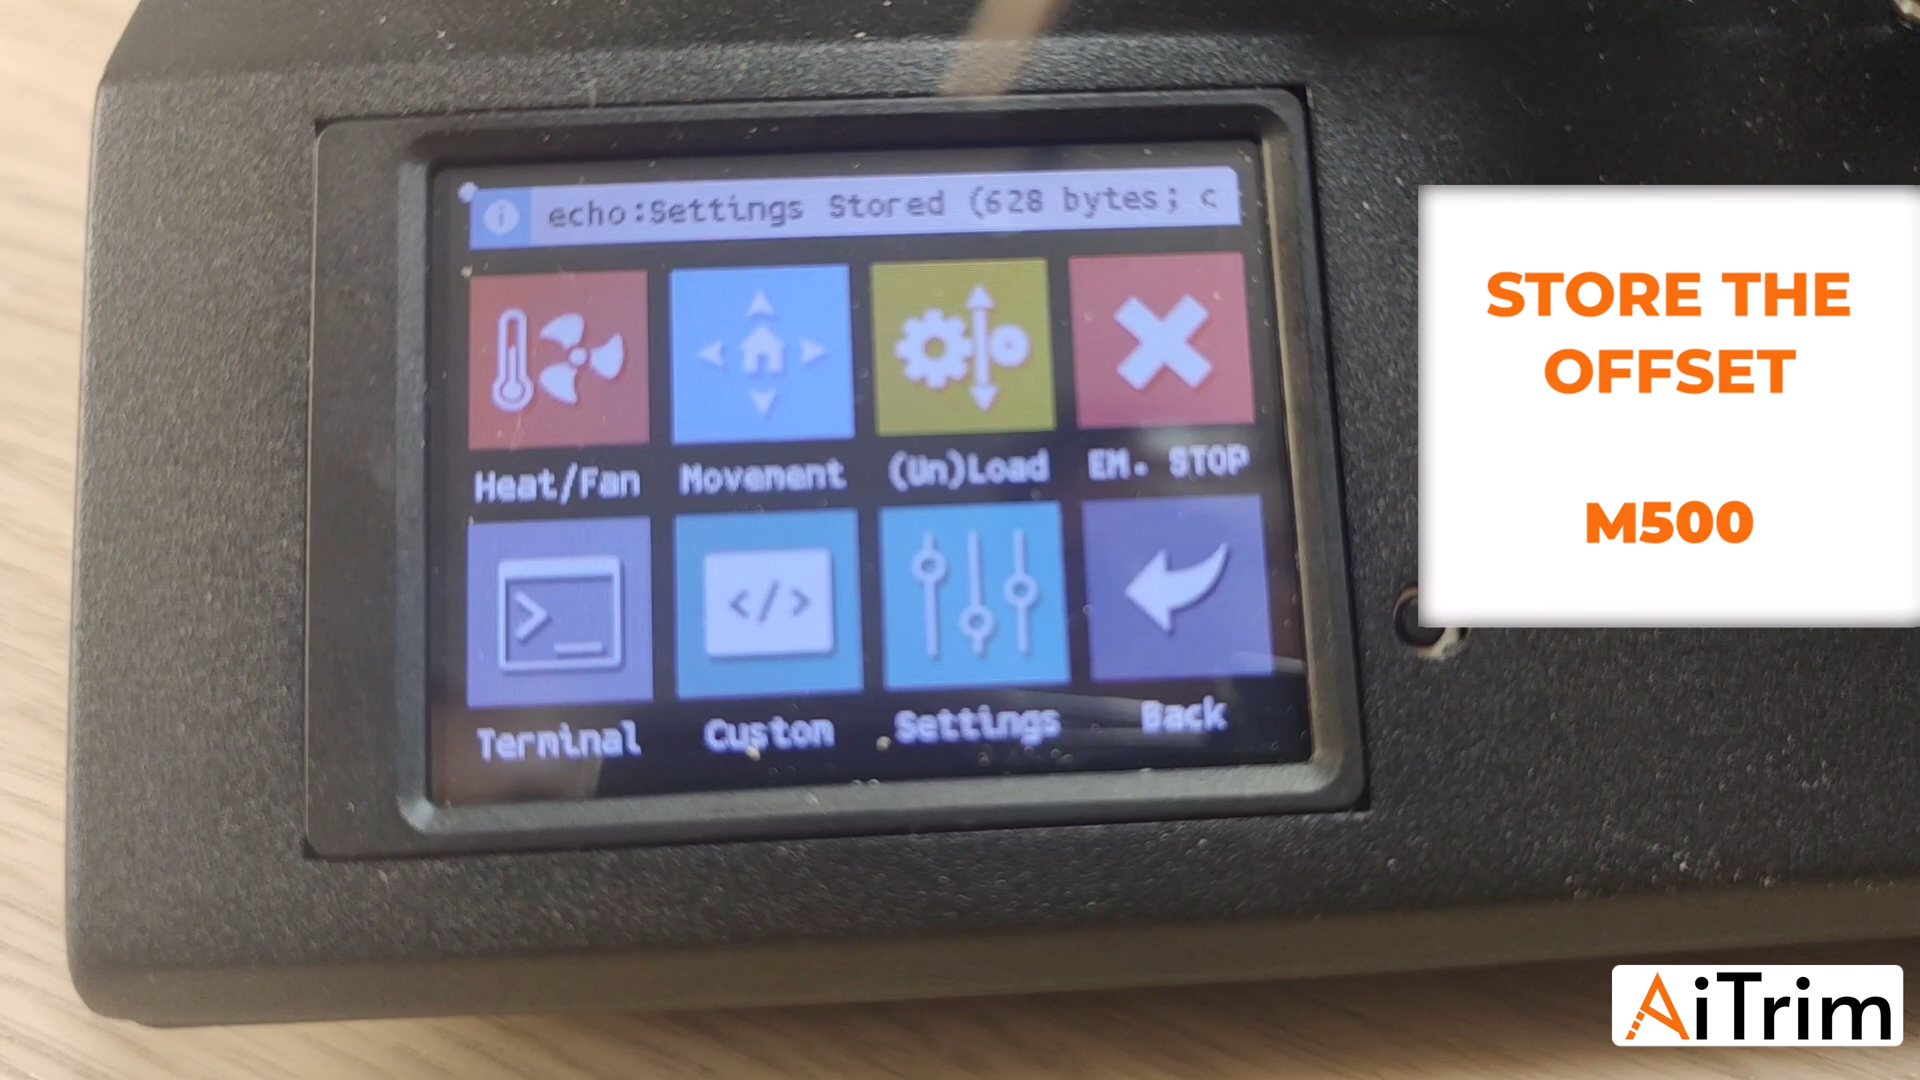 echo:Settings Stored (628 bytes; c
Heat/Fan
Movement
(Un)Load
EM. STOP
Terminal
Custom
Settings
Back
STORE THE
OFFSET
M500
AiTrim